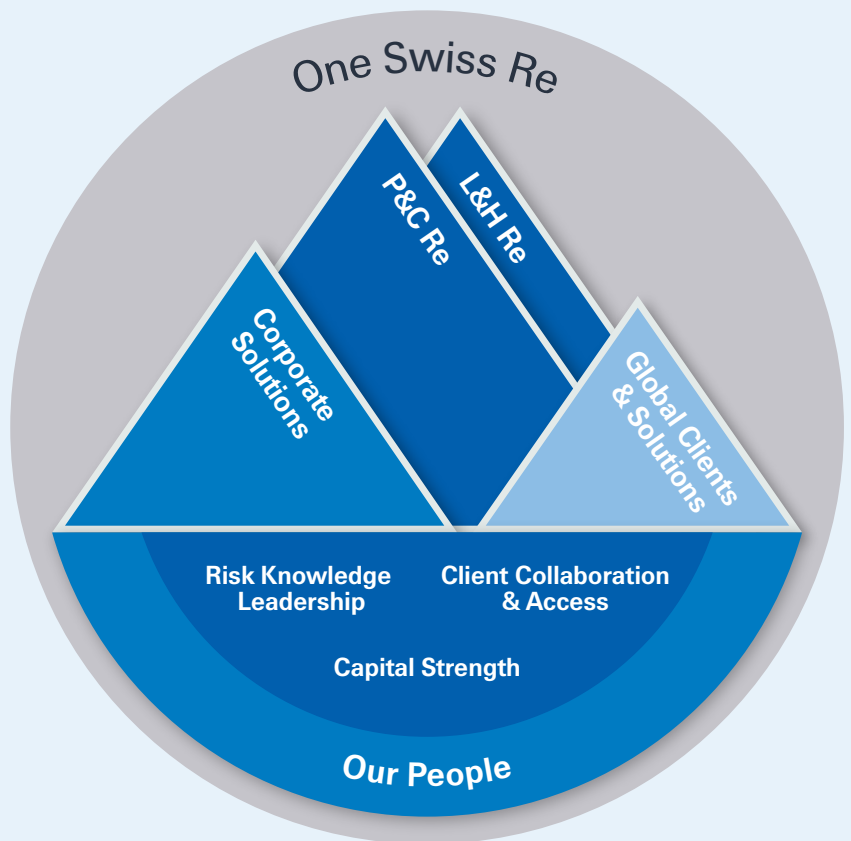 One Swiss Re
P&C Re
L&H Re
Corporate
Solutions
Global Clients
& Solutions
Risk Knowledge
Leadership
Client Collaboration
& Access
Capital Strength
Our People